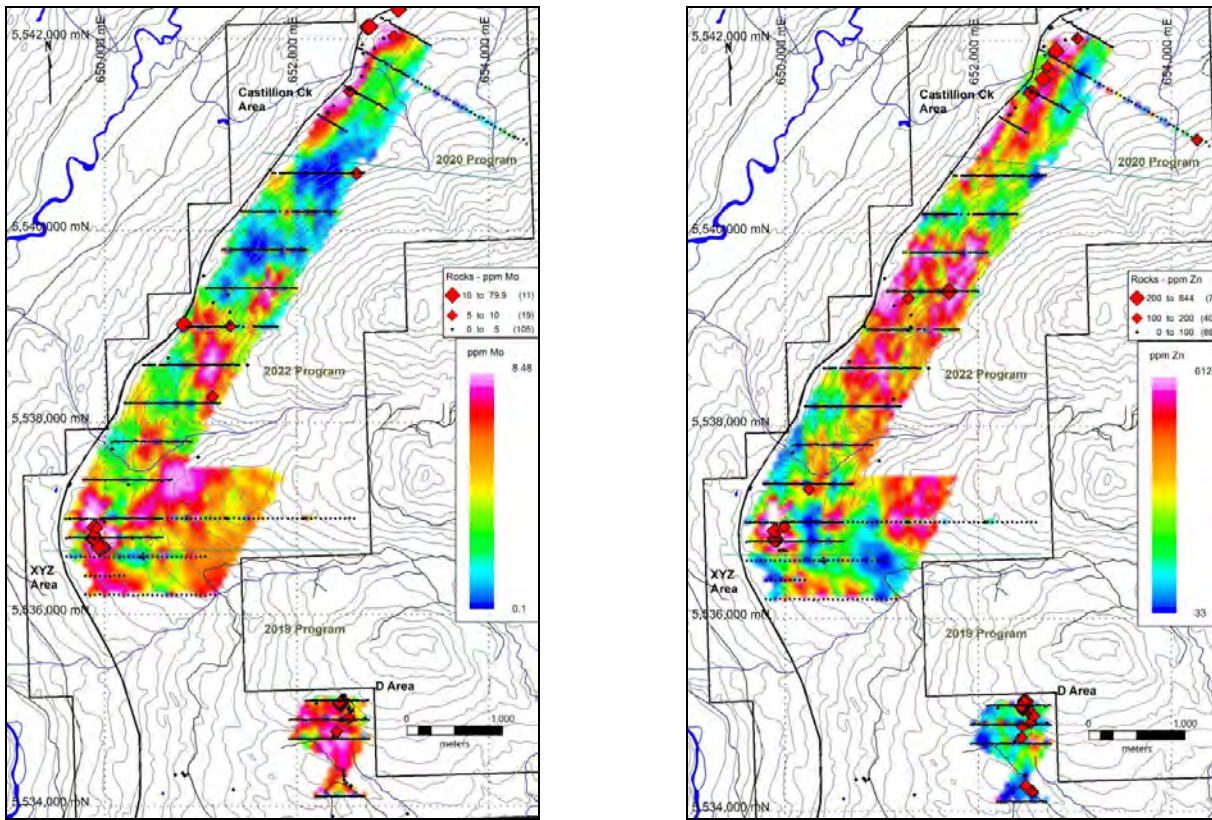 5,542,000 mN
650,000 mE
652,000 mE
654,000 mE
N
Castillion Ck
Area
2020 Program
5,540,000 mN
Rocks - ppm Mo
10 to 79.9 (11)
5 to 10 (19)
0 to 5 (105)
ppm Mo
8.48
0.1
2022 Program
5,538,000 mN
XYZ
Area
5,536,000 mN
2019 Program
D Area
0 1,000
meters
5,534,000 mN
5,542,000 mN
650,000 mE
652,000 mE
654,000 mE
N
Castillion Ck
Area
2020 Program
5,540,000 mN
Rocks - ppm Zn
200 to 844 (7
100 to 200 (40
0 to 100
ppm Zn
612
33
2022 Program
5,538,000 mN
XYZ
Area
5,536,000 mN
2019 Program
D Area
0 1,000
meters
5,534,000 mN